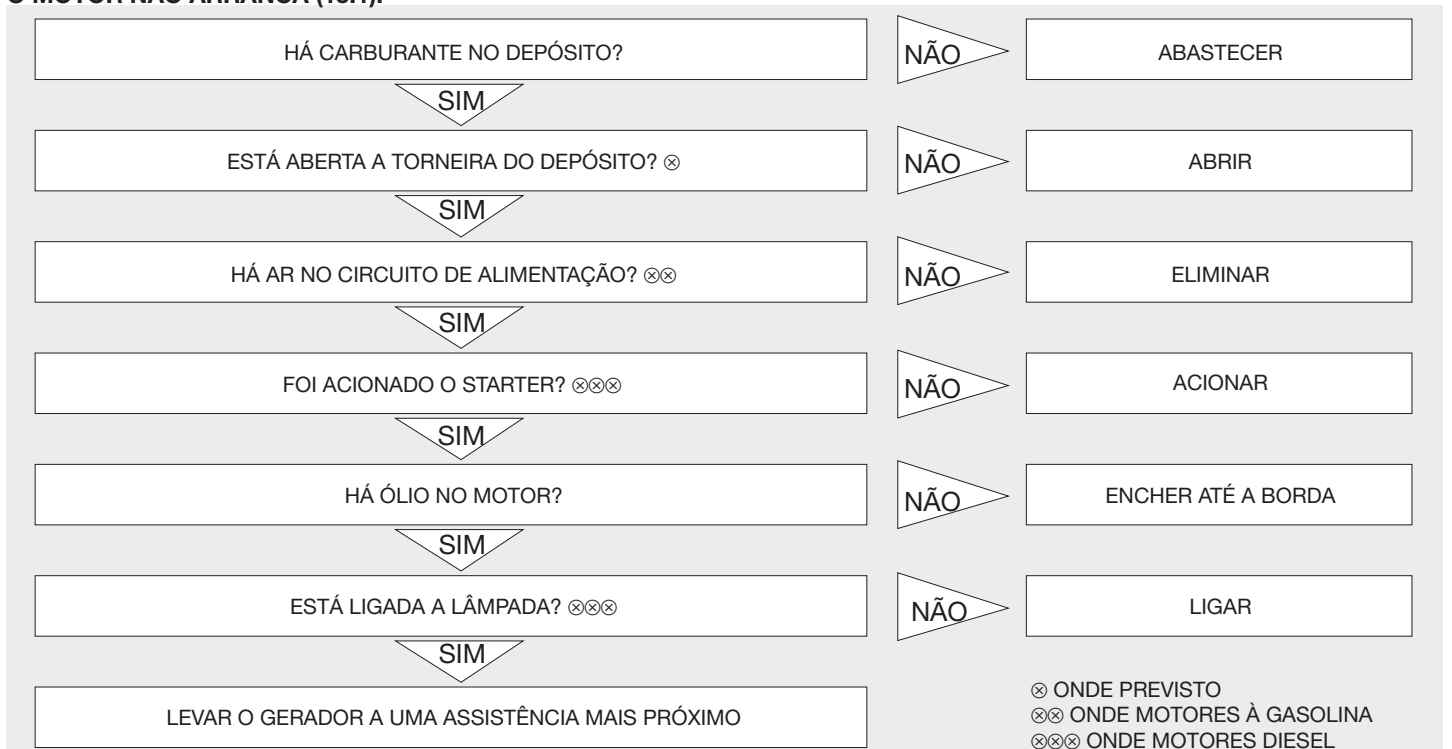 HÁ CARBURANTE NO DEPÓSITO?
NÃO
ABASTECER
SIM
ESTÁ ABERTA A TORNEIRA DO DEPÓSITO? ⊗
NÃO
ABRIR
SIM
HÁ AR NO CIRCUITO DE ALIMENTAÇÃO? ⊗⊗
NÃO
ELIMINAR
SIM
FOI ACIONADO O STARTER? ⊗⊗⊗
NÃO
ACIONAR
SIM
HÁ ÓLIO NO MOTOR?
NÃO
ENCHER ATÉ A BORDA
SIM
ESTÁ LIGADA A LÂMPADA? ⊗⊗⊗
NÃO
LIGAR
SIM
LEVAR O GERADOR A UMA ASSISTÊNCIA MAIS PRÓXIMO
⊗ ONDE PREVISTO
⊗⊗ ONDE MOTORES À GASOLINA
⊗⊗⊗ ONDE MOTORES DIESEL